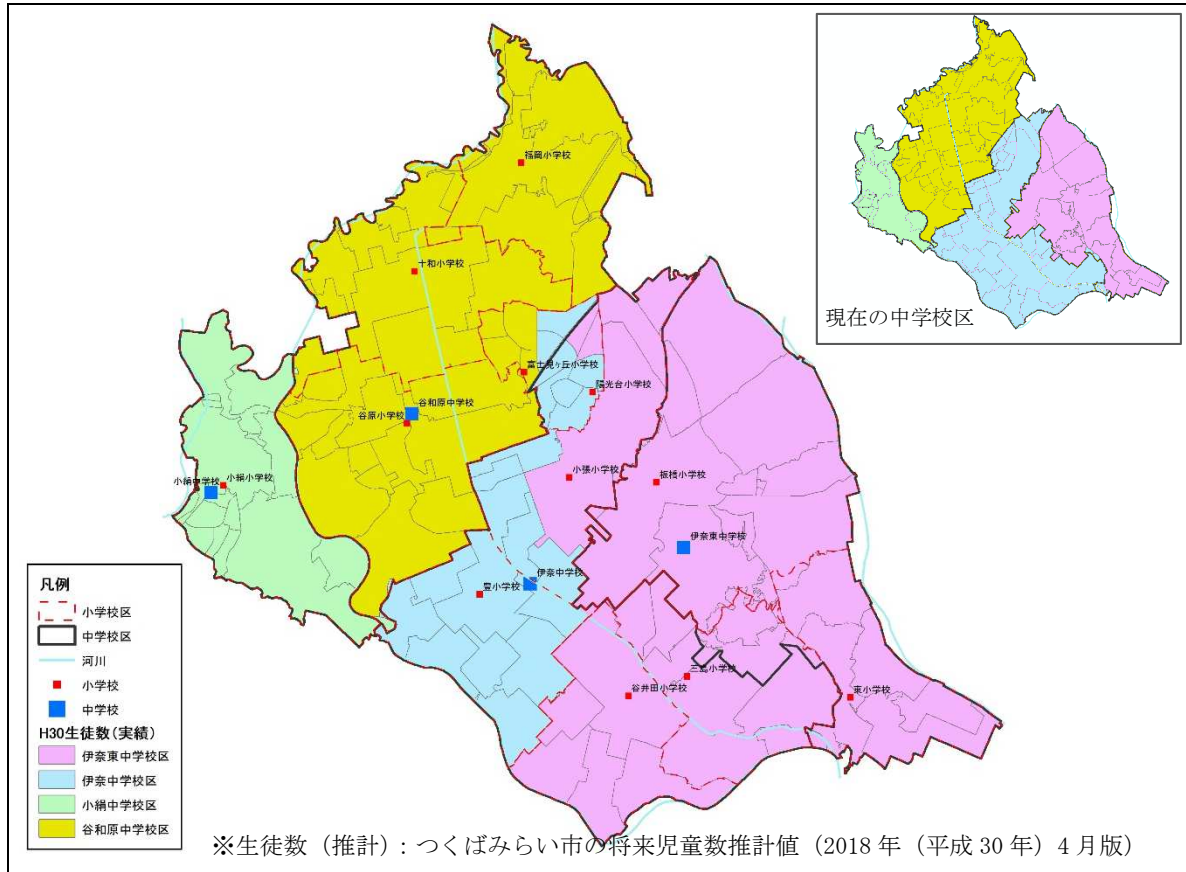 現在の中学校区
福岡小学校
十和小学校
富士見ヶ丘小学校
陽光台小学校
谷和原中学校
谷原小学校
小張小学校
板橋小学校
小絹中学校
小絹小学校
伊奈東中学校
伊奈中学校
豊小学校
三島小学校
谷井田小学校
東小学校
凡例
小学校区
中学校区
河川
小学校
中学校
H30生徒数(実績)
伊奈東中学校区
伊奈中学校区
小絹中学校区
谷和原中学校区
※生徒数（推計）：つくばみらい市の将来児童数推計値（2018 年（平成 30 年）4 月版）